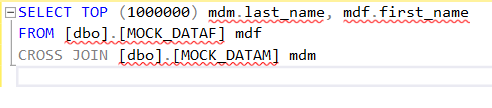 SELECT TOP (1000000) mdm.last_name, mdf.first_name
FROM [dbo].[MOCK_DATAF] mdf
CROSS JOIN [dbo].[MOCK_DATAM] mdm